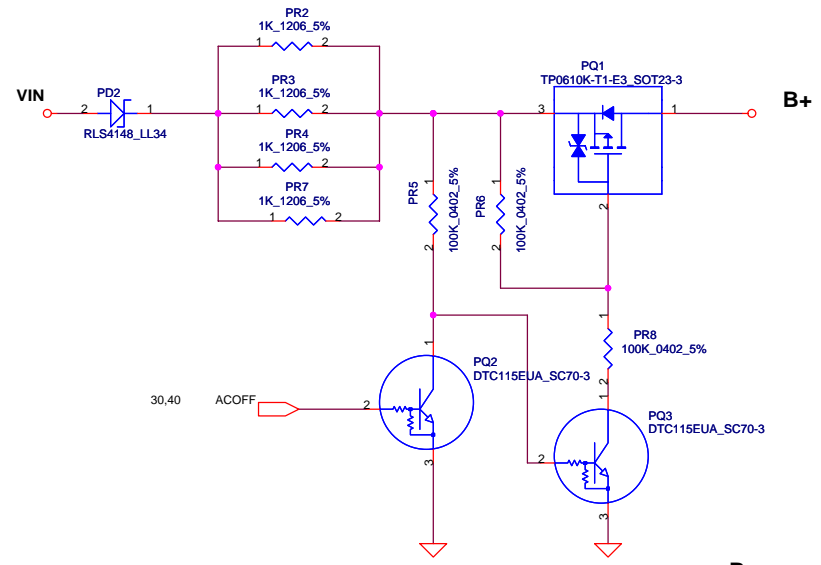 PR2
1K_1206_5%
1 2
PR3
1K_1206_5%
1 2
PR4
1K_1206_5%
1 2
PR7
1K_1206_5%
1 2
VIN
PD2
2 1
RLS4148_LL34
PQ1
TP0610K-T1-E3_SOT23-3
3 1
2
B+
PR5
100K_0402_5%
1
2
PR6
100K_0402_5%
1
2
PR8
100K_0402_5%
1
2
PQ2
DTC115EUA_SC70-3
1
2
3
30,40 ACOFF
PQ3
DTC115EUA_SC70-3
1
2
3